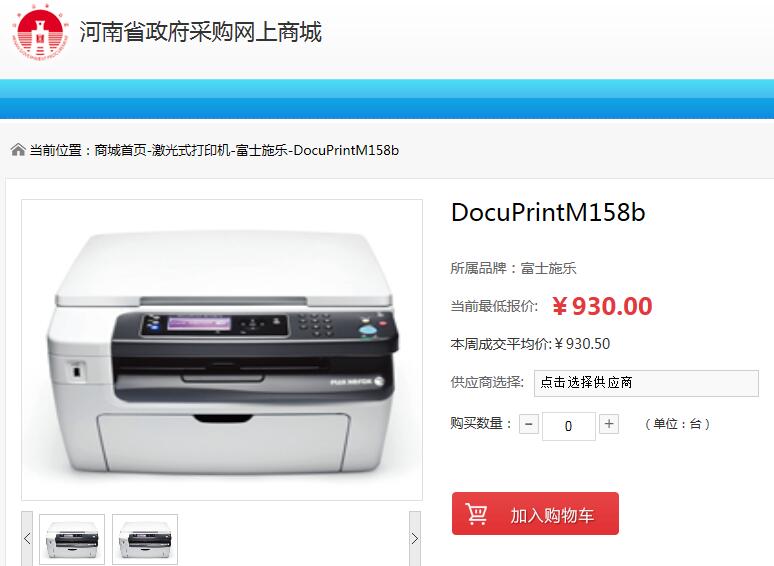 河南省政府采购网上商城
当前位置：商城首页-激光式打印机-富士施乐-DocuPrintM158b
DocuPrintM158b
所属品牌：富士施乐
当前最低报价: ￥930.00
本周成交平均价:￥930.50
供应商选择: 点击选择供应商
购买数量： - 0 + （单位：台）
FUJI XEROX
加入购物车